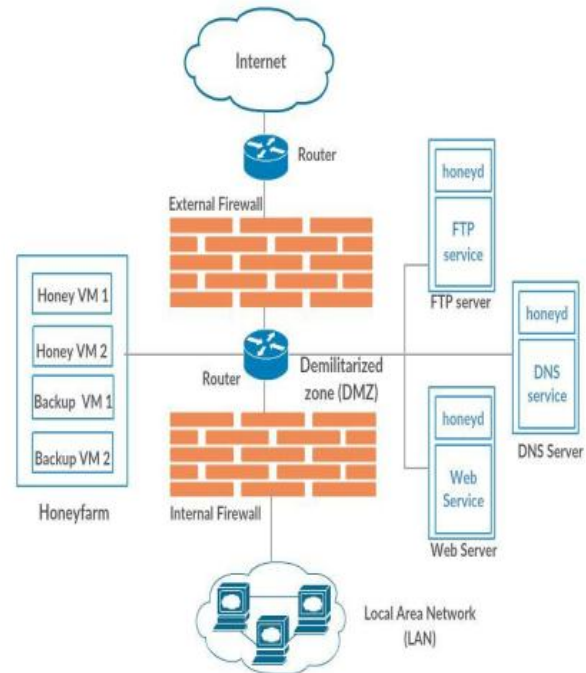 Internet
Router
External Firewall
honeyd
FTP
service
FTP server
Honey VM 1
Honey VM 2
Backup VM 1
Backup VM 2
Honeyfarm
Router
Demilitarized
zone (DMZ)
honeyd
DNS
service
DNS Server
honeyd
Web
Service
Web Server
Internal Firewall
Local Area Network
(LAN)